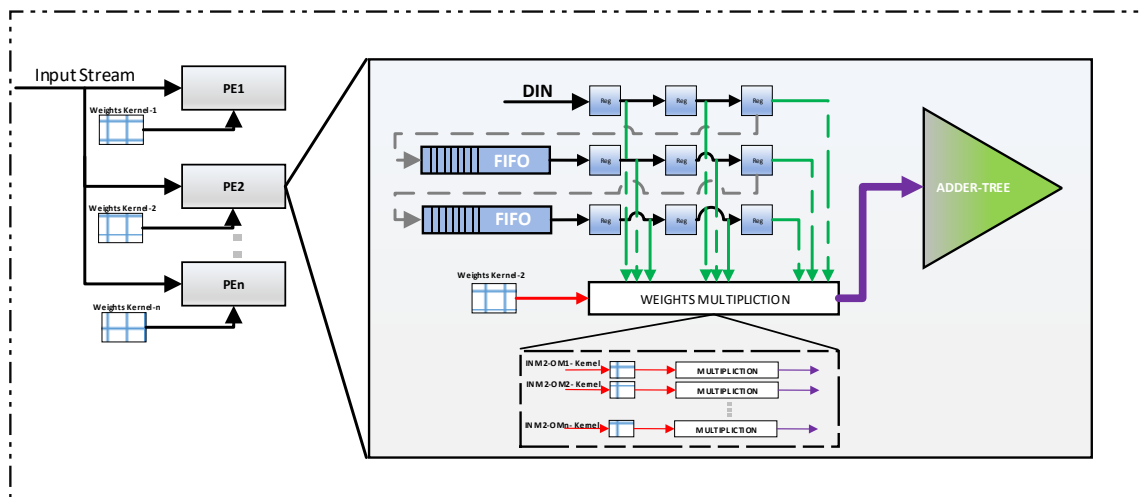 Input Stream
PE1
Weights Kernel-1
PE2
Weights Kernel-2
PEn
Weights Kernel-n
DIN
Reg
Reg
Reg
FIFO
Reg
Reg
Reg
FIFO
Reg
Reg
Reg
ADDER-TREE
Weights Kernel-2
WEIGHTS MULTIPLICTION
INM2-OM1- Kernel
MULTIPLICTION
INM2-OM2- Kernel
MULTIPLICTION
INM2-OMn- Kernel
MULTIPLICTION